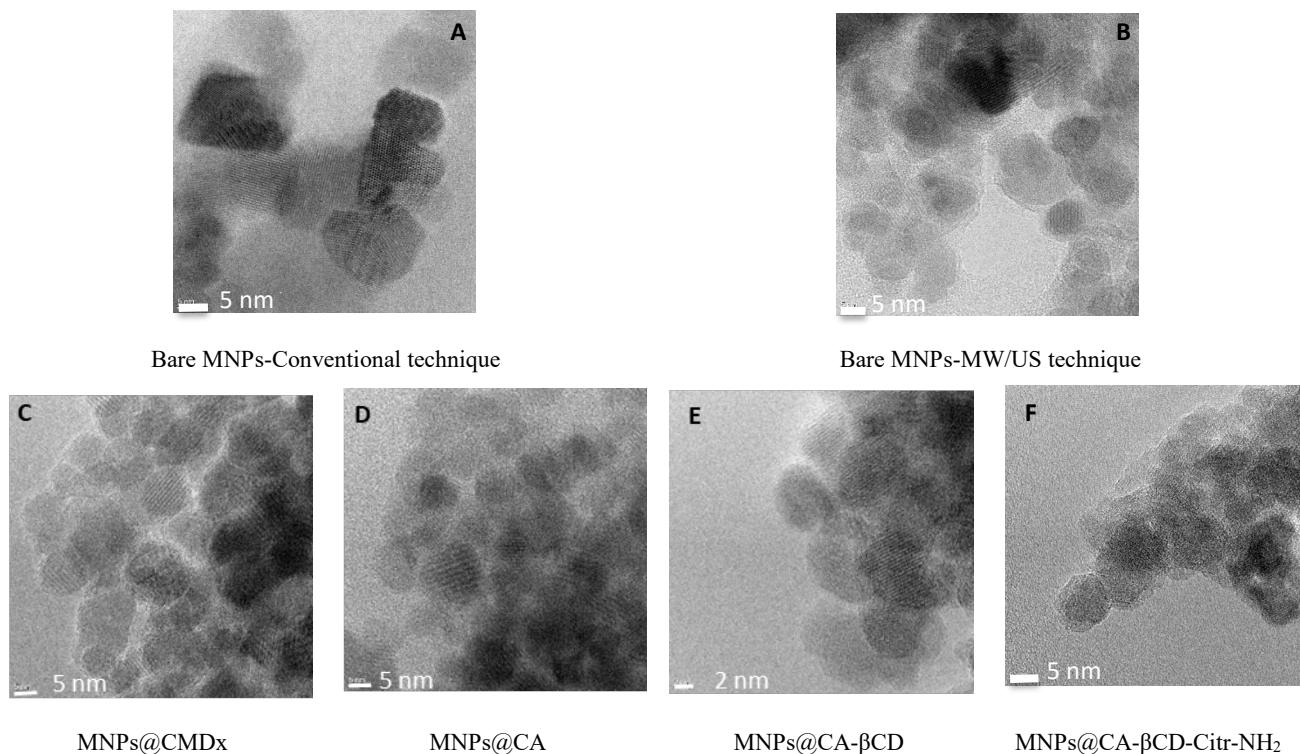 A
B
5 nm
5 nm
Bare MNPs-Conventional technique
Bare MNPs-MW/US technique
C
D
E
F
5 nm
5 nm
2 nm
5 nm
MNPs@CMDx
MNPs@CA
MNPs@CA-βCD
MNPs@CA-βCD-Citr-NH₂